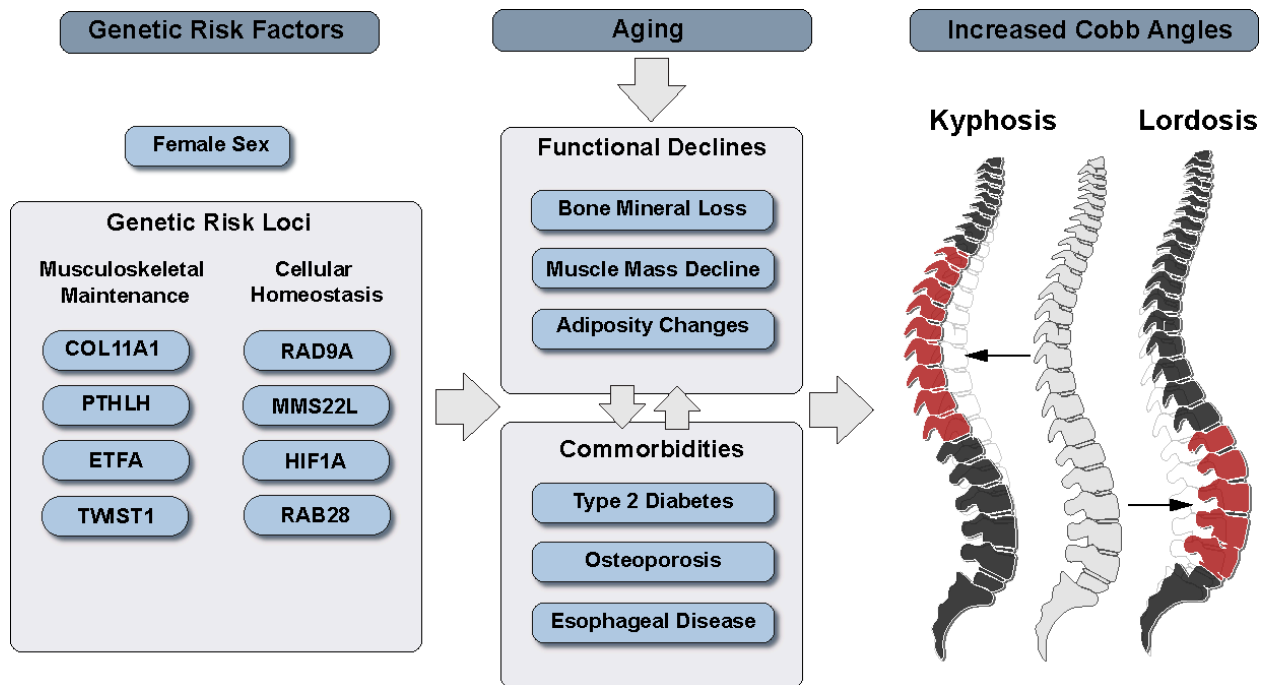 Genetic Risk Factors
Female Sex
Genetic Risk Loci
Musculoskeletal
Maintenance
COL11A1
PTHLH
ETFA
TWIST1
Cellular
Homeostasis
RAD9A
MMS22L
HIF1A
RAB28
Aging
Functional Declines
Bone Mineral Loss
Muscle Mass Decline
Adiposity Changes
Commorbidities
Type 2 Diabetes
Osteoporosis
Esophageal Disease
Increased Cobb Angles
Kyphosis
Lordosis